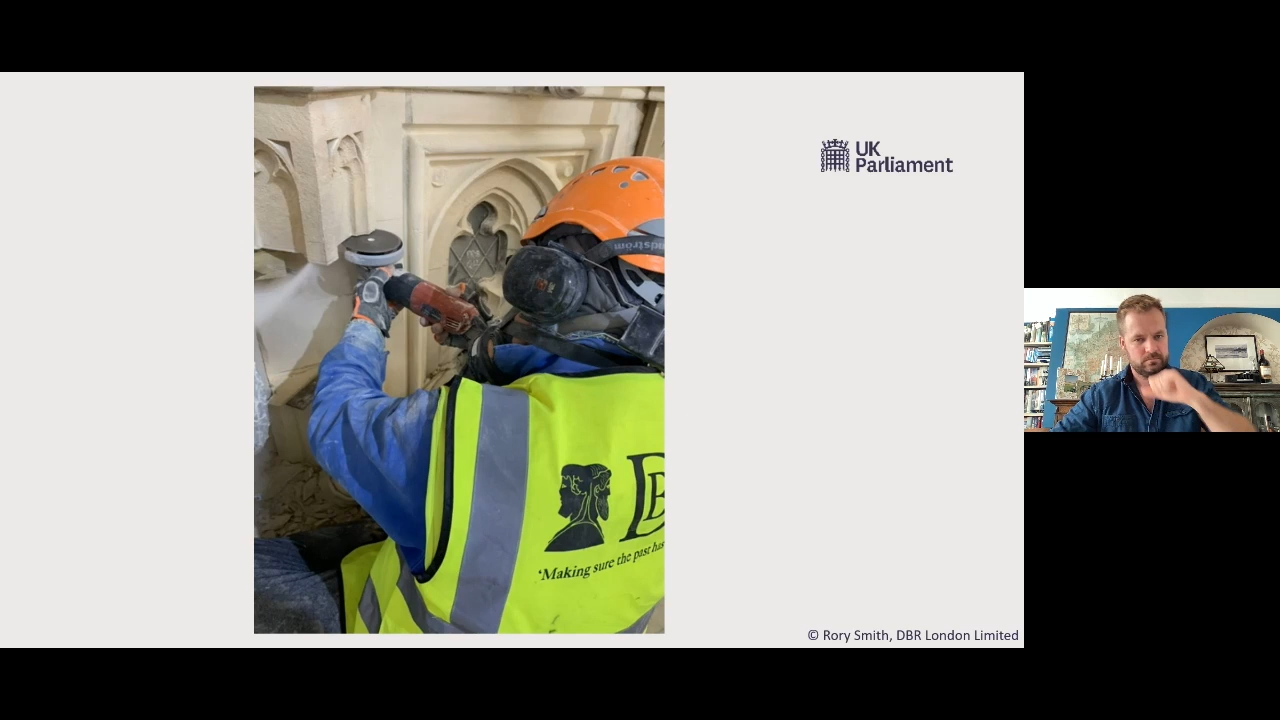 UK
Parliament
'Making sure the past has
© Rory Smith, DBR London Limited